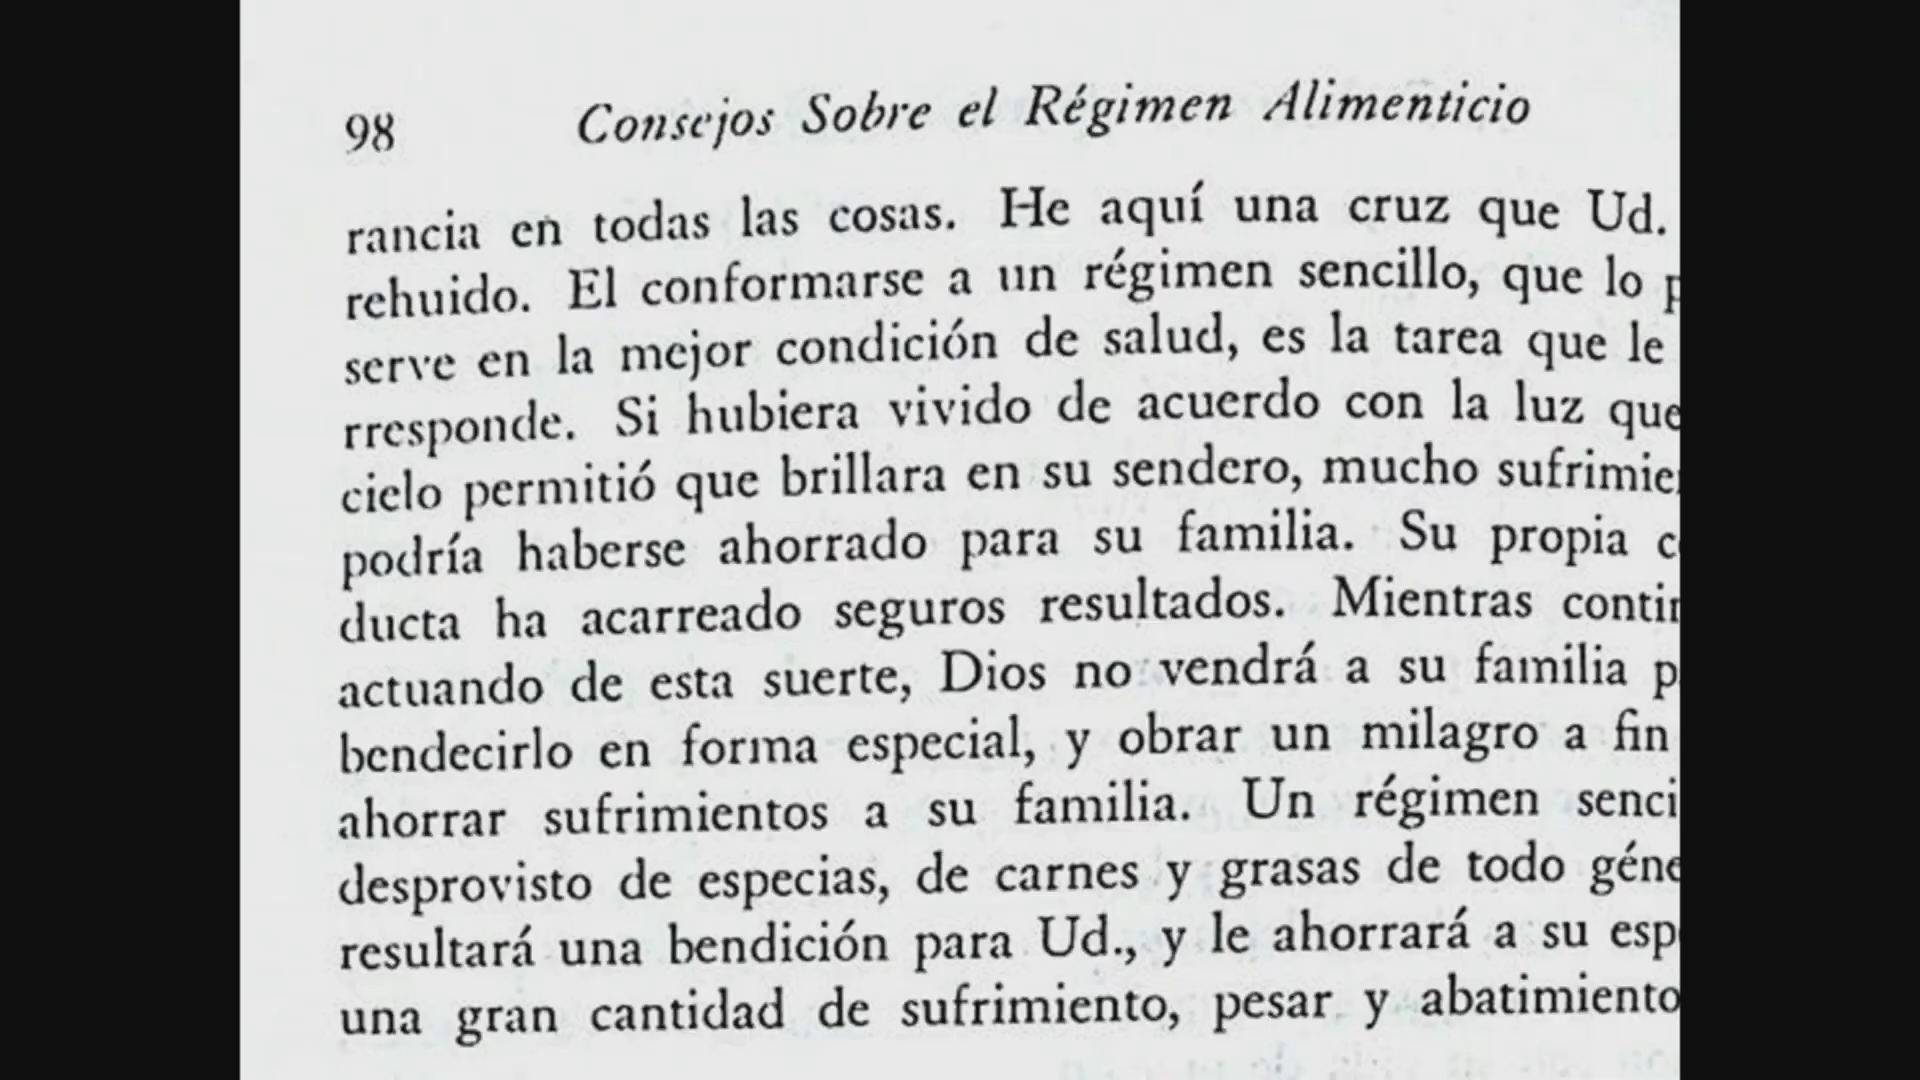 98 Consejos Sobre el Régimen Alimenticio
rancia en todas las cosas. He aquí una cruz que Ud.
rehuido. El conformarse a un régimen sencillo, que lo
serve en la mejor condición de salud, es la tarea que le
rresponde. Si hubiera vivido de acuerdo con la luz que
cielo permitió que brillara en su sendero, mucho
podría haberse ahorrado para su familia. Su propia
ducta ha acarreado seguros resultados. Mientras
actuando de esta suerte, Dios no vendrá a su familia
bendecirlo en forma especial, y obrar un milagro a fin
ahorrar sufrimientos a su familia. Un régimen
desprovisto de especias, de carnes y grasas de todo
resultará una bendición para Ud., y le ahorrará a su
una gran cantidad de sufrimiento, pesar y abatimiento